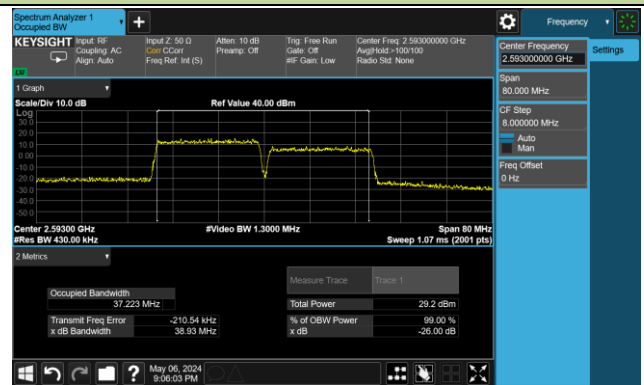 Spectrum Analyzer 1
Occupied BW
Frequency
KEYSIGHT
Input: RF
Coupling: AC
Align: Auto
Input Z: 50 Ω
Corr CCorr
Freq Ref: Int (S)
Atten: 10 dB
Preamp: Off
Trig: Free Run
Gate: Off
#IF Gain: Low
Center Freq: 2.593000000 GHz
Avg|Hold:>100/100
Radio Std: None
Center Frequency
2.593000000 GHz
Settings
Span
80.000 MHz
CF Step
8.000000 MHz
Auto
Man
Freq Offset
0 Hz
1 Graph
Scale/Div 10.0 dB
Ref Value 40.00 dBm
Log
30.0
20.0
10.0
0.00
-10.0
-20.0
-30.0
-40.0
-50.0
Center 2.59300 GHz
#Video BW 1.3000 MHz
Span 80 MHz
#Res BW 430.00 kHz
Sweep 1.07 ms (2001 pts)
2 Metrics
Measure Trace
Trace 1
Occupied Bandwidth
37.223 MHz
Total Power
29.2 dBm
Transmit Freq Error
-210.54 kHz
% of OBW Power
99.00 %
x dB Bandwidth
38.93 MHz
x dB
-26.00 dB
May 06, 2024
9:06:03 PM